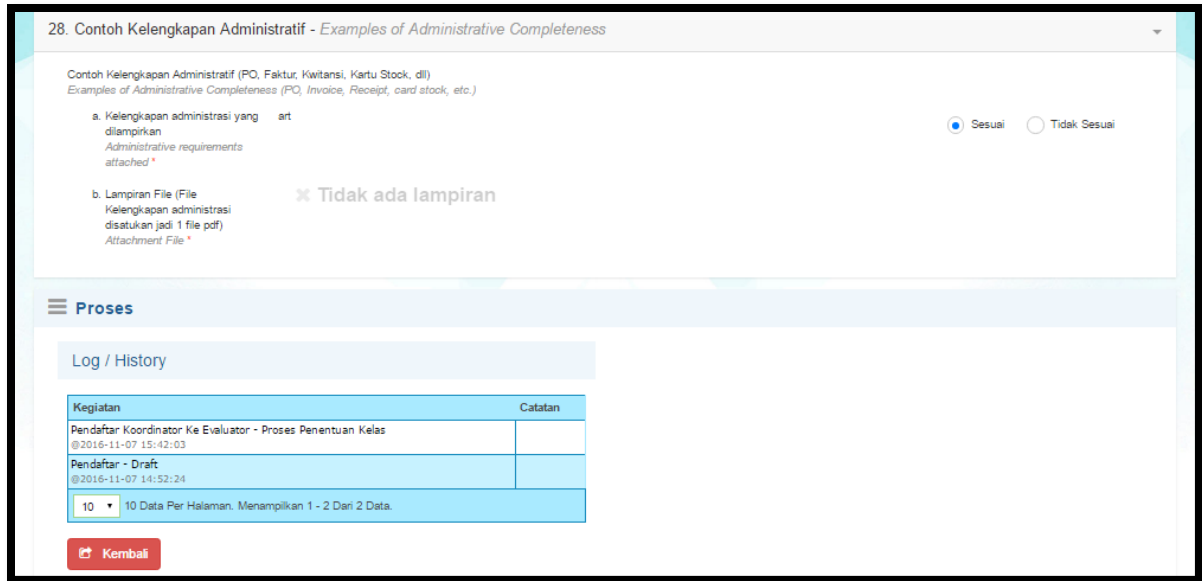 28. Contoh Kelengkapan Administratif - Examples of Administrative Completeness
Contoh Kelengkapan Administratif (PO, Faktur, Kwitansi, Kartu Stock, dll)
Examples of Administrative Completeness (PO, Invoice, Receipt, card stock, etc.)
a. Kelengkapan administrasi yang art
dilampirkan
Administrative requirements
attached *
Sesuai Tidak Sesuai
b. Lampiran File (File
Kelengkapan administrasi
disatukan jadi 1 file pdf)
Attachment File *
Tidak ada lampiran
Proses
Log / History
Kegiatan Catatan
Pendaftar Koordinator Ke Evaluator - Proses Penentuan Kelas
@2016-11-07 15:42:03
Pendaftar - Draft
@2016-11-07 14:52:24
10 10 Data Per Halaman. Menampilkan 1 - 2 Dari 2 Data.
Kembali